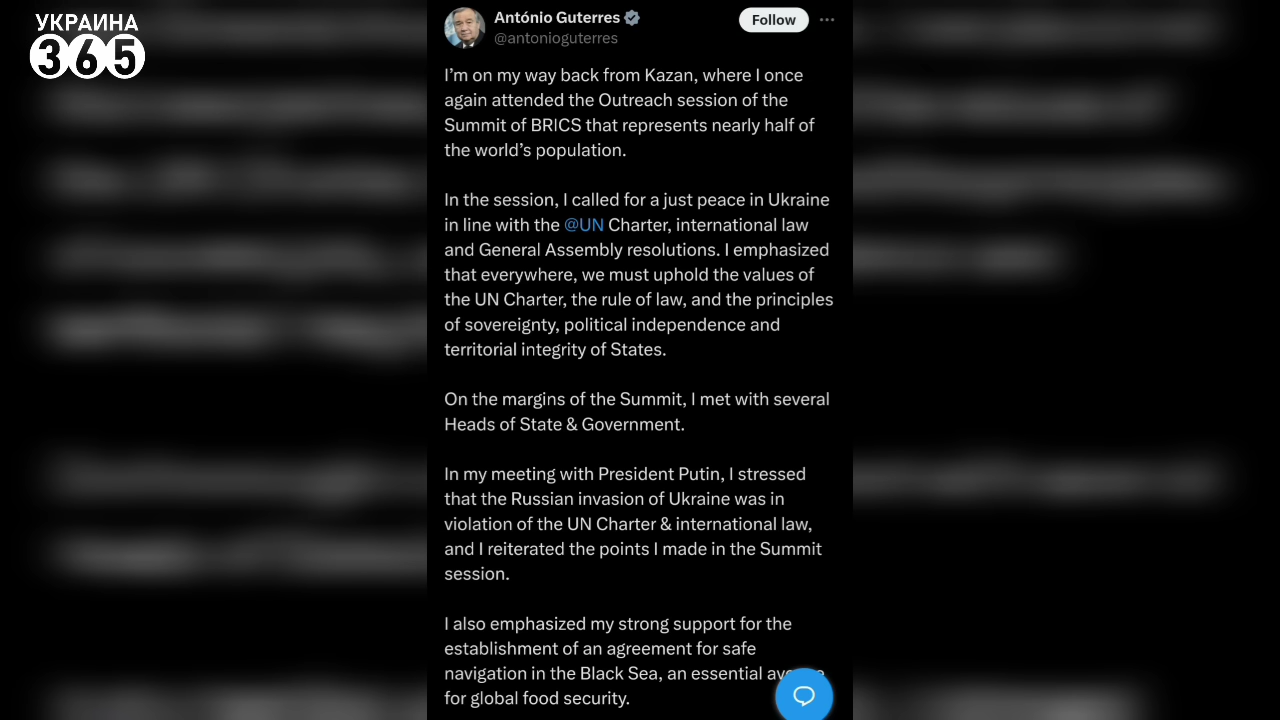 УКРАИНА
365
António Guterres
@antonioguterres
Follow
I’m on my way back from Kazan, where I once
again attended the Outreach session of the
Summit of BRICS that represents nearly half of
the world’s population.
In the session, I called for a just peace in Ukraine
in line with the @UN Charter, international law
and General Assembly resolutions. I emphasized
that everywhere, we must uphold the values of
the UN Charter, the rule of law, and the principles
of sovereignty, political independence and
territorial integrity of States.
On the margins of the Summit, I met with several
Heads of State & Government.
In my meeting with President Putin, I stressed
that the Russian invasion of Ukraine was in
violation of the UN Charter & international law,
and I reiterated the points I made in the Summit
session.
I also emphasized my strong support for the
establishment of an agreement for safe
navigation in the Black Sea, an essential
for global food security.